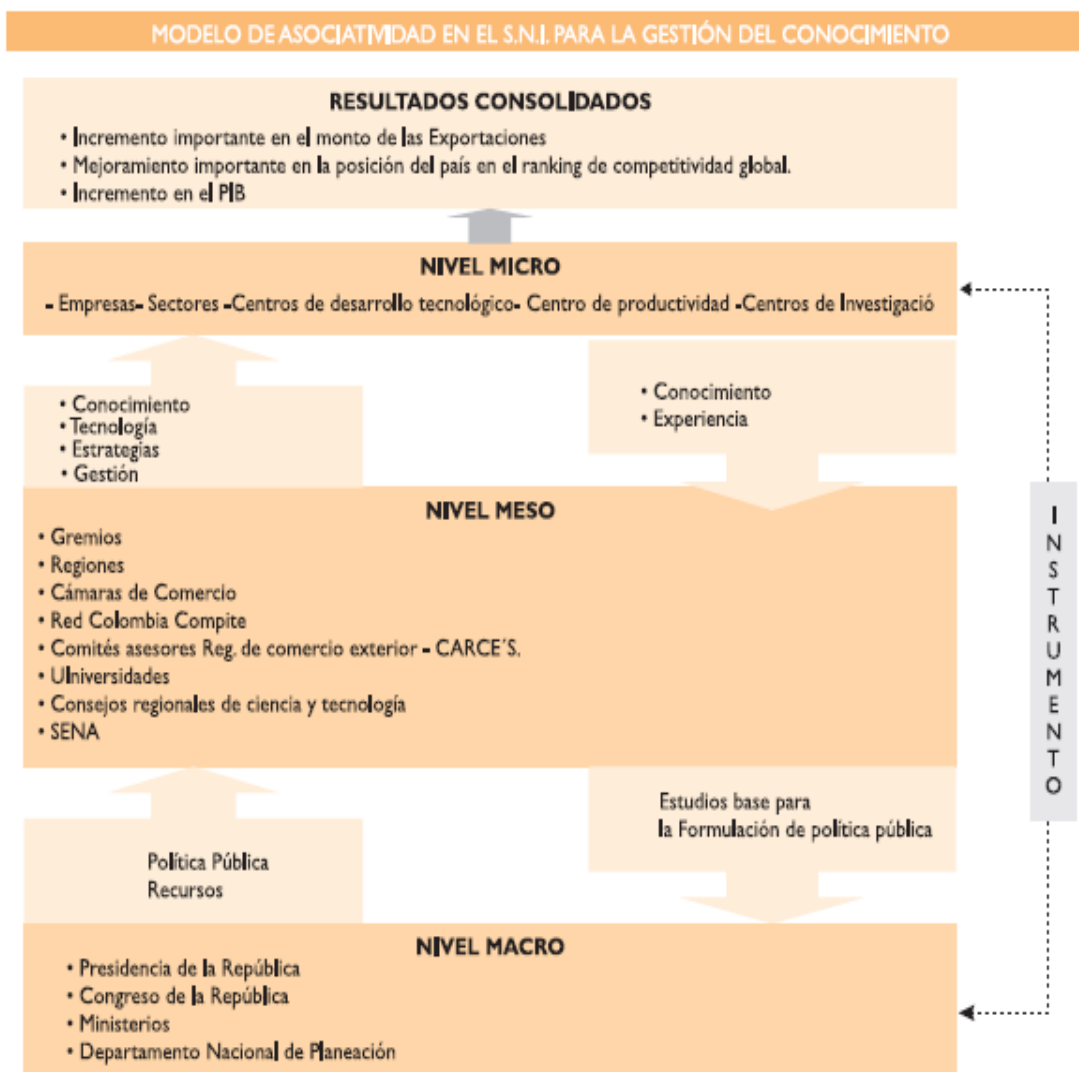 MODELO DE ASOCIATIVIDAD EN EL S.N.I. PARA LA GESTIÓN DEL CONOCIMIENTO
RESULTADOS CONSOLIDADOS
• Incremento importante en el monto de las Exportaciones
• Mejoramiento importante en la posición del país en el ranking de competitividad global.
• Incremento en el PIB
NIVEL MICRO
- Empresas- Sectores -Centros de desarrollo tecnológico- Centro de productividad -Centros de Investigació
• Conocimiento
• Tecnología
• Estrategias
• Gestión
• Conocimiento
• Experiencia
NIVEL MESO
• Gremios
• Regiones
• Cámaras de Comercio
• Red Colombia Compite
• Comités asesores Reg. de comercio exterior - CARCE´S.
• Universidades
• Consejos regionales de ciencia y tecnología
• SENA
Política Pública
Recursos
Estudios base para
la Formulación de política pública
NIVEL MACRO
• Presidencia de la República
• Congreso de la República
• Ministerios
• Departamento Nacional de Planeación
INSTRUMENTO